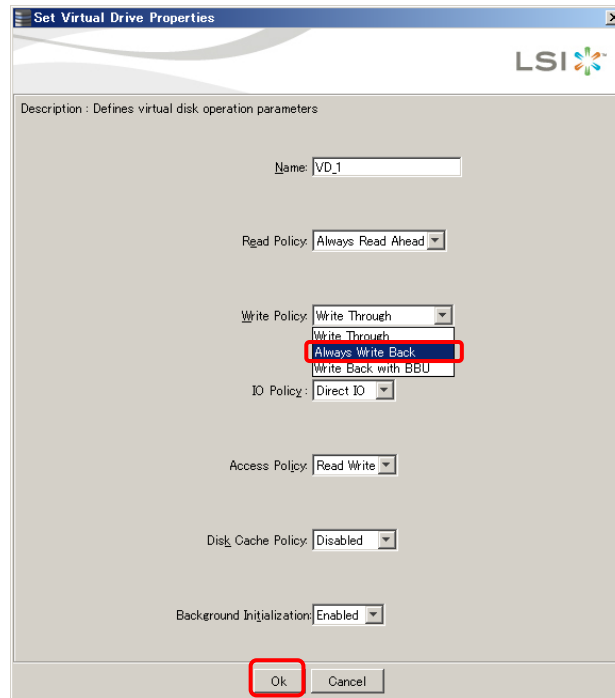 Set Virtual Drive Properties
LSI
Description : Defines virtual disk operation parameters
Name: VD_1
Read Policy: Always Read Ahead
Write Policy: Write Through
Write Through
Always Write Back
Write Back with BBU
IO Policy : Direct IO
Access Policy: Read Write
Disk Cache Policy: Disabled
Background Initialization: Enabled
Ok Cancel